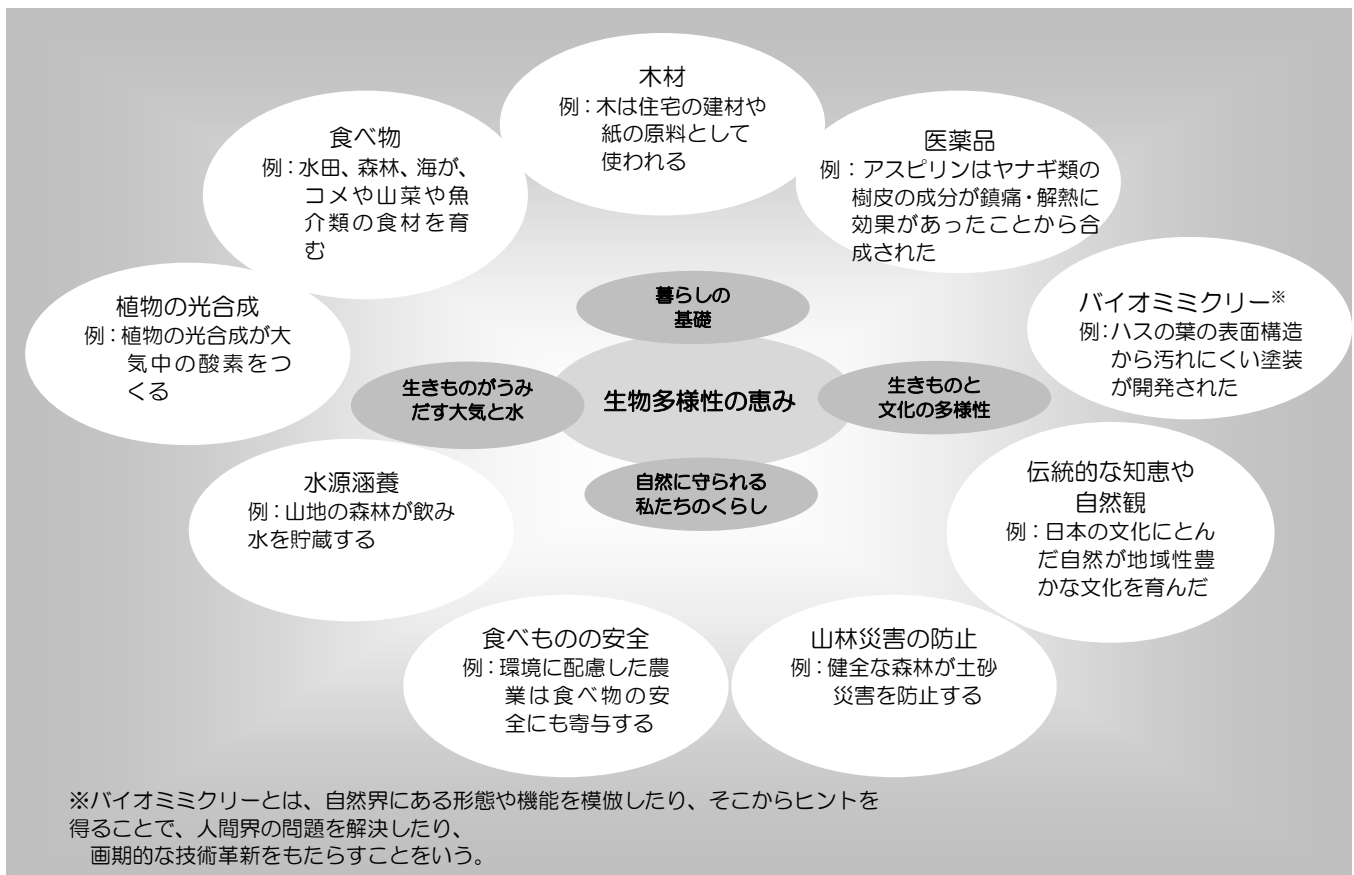 木材
例：木は住宅の建材や
紙の原料として
使われる
食べ物
例：水田、森林、海が、
コメや山菜や魚
介類の食材を育
む
医薬品
例：アスピリンはヤナギ類の
樹皮の成分が鎮痛・解熱に
効果があったことから合
成された
植物の光合成
例：植物の光合成が大
気中の酸素をつ
くる
暮らしの
基礎
バイオミミクリー※
例：ハスの葉の表面構造
から汚れにくい塗装
が開発された
生きものがうみ
だす大気と水
生物多様性の恵み
生きものと
文化の多様性
水源涵養
例：山地の森林が飲み
水を貯蔵する
自然に守られる
私たちのくらし
伝統的な知恵や
自然観
例：日本の文化にとん
だ自然が地域性豊
かな文化を育んだ
食べものの安全
例：環境に配慮した農
業は食べ物の安
全にも寄与する
山林災害の防止
例：健全な森林が土砂
災害を防止する
※バイオミミクリーとは、自然界にある形態や機能を模倣したり、そこからヒントを
得ることで、人間界の問題を解決したり、
画期的な技術革新をもたらすことをいう。